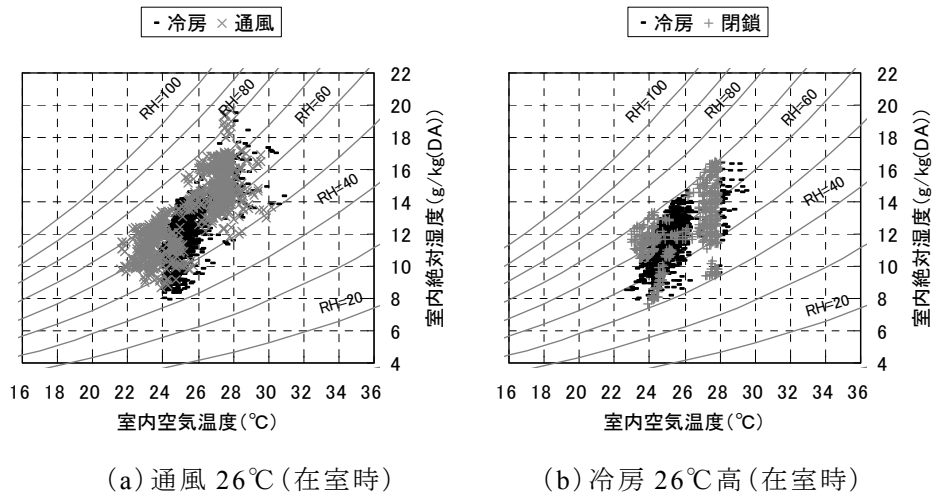 - 冷房 × 通風
RH=100
RH=80
RH=60
RH=40
RH=20
22
20
18
16
14
12
10
8
6
4
室内絶対湿度(g/kg(DA))
16 18 20 22 24 26 28 30 32 34 36
室内空気温度(℃)
(a)通風 26℃(在室時)
- 冷房 + 閉鎖
RH=100
RH=80
RH=60
RH=40
RH=20
22
20
18
16
14
12
10
8
6
4
室内絶対湿度(g/kg(DA))
16 18 20 22 24 26 28 30 32 34 36
室内空気温度(℃)
(b)冷房 26℃高(在室時)